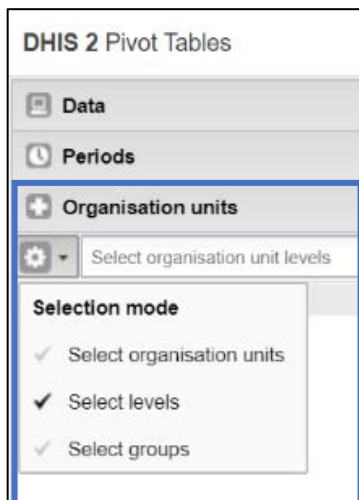 DHIS 2 Pivot Tables
Data
Periods
Organisation units
Select organisation unit levels
Selection mode
Select organisation units
Select levels
Select groups